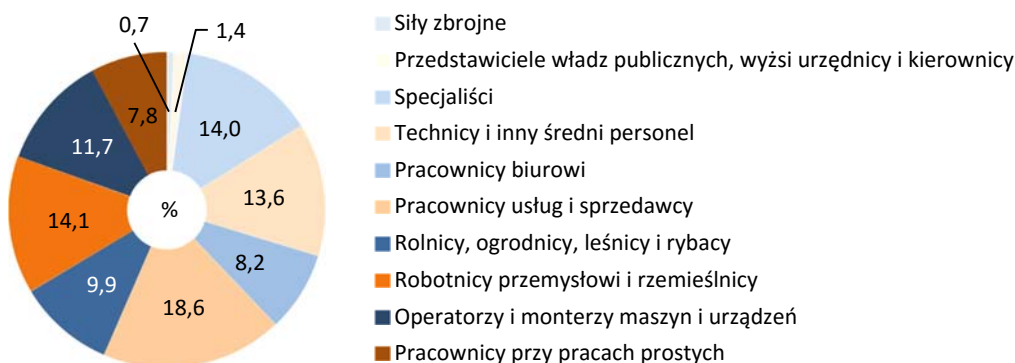 0,7
1,4
14,0
13,6
8,2
18,6
9,9
14,1
11,7
7,8
%
Siły zbrojne
Przedstawiciele władz publicznych, wyżsi urzędnicy i kierownicy
Specjaliści
Technicy i inny średni personel
Pracownicy biurowi
Pracownicy usług i sprzedawcy
Rolnicy, ogrodnicy, leśnicy i rybacy
Robotnicy przemysłowi i rzemieślnicy
Operatorzy i monterzy maszyn i urządzeń
Pracownicy przy pracach prostych